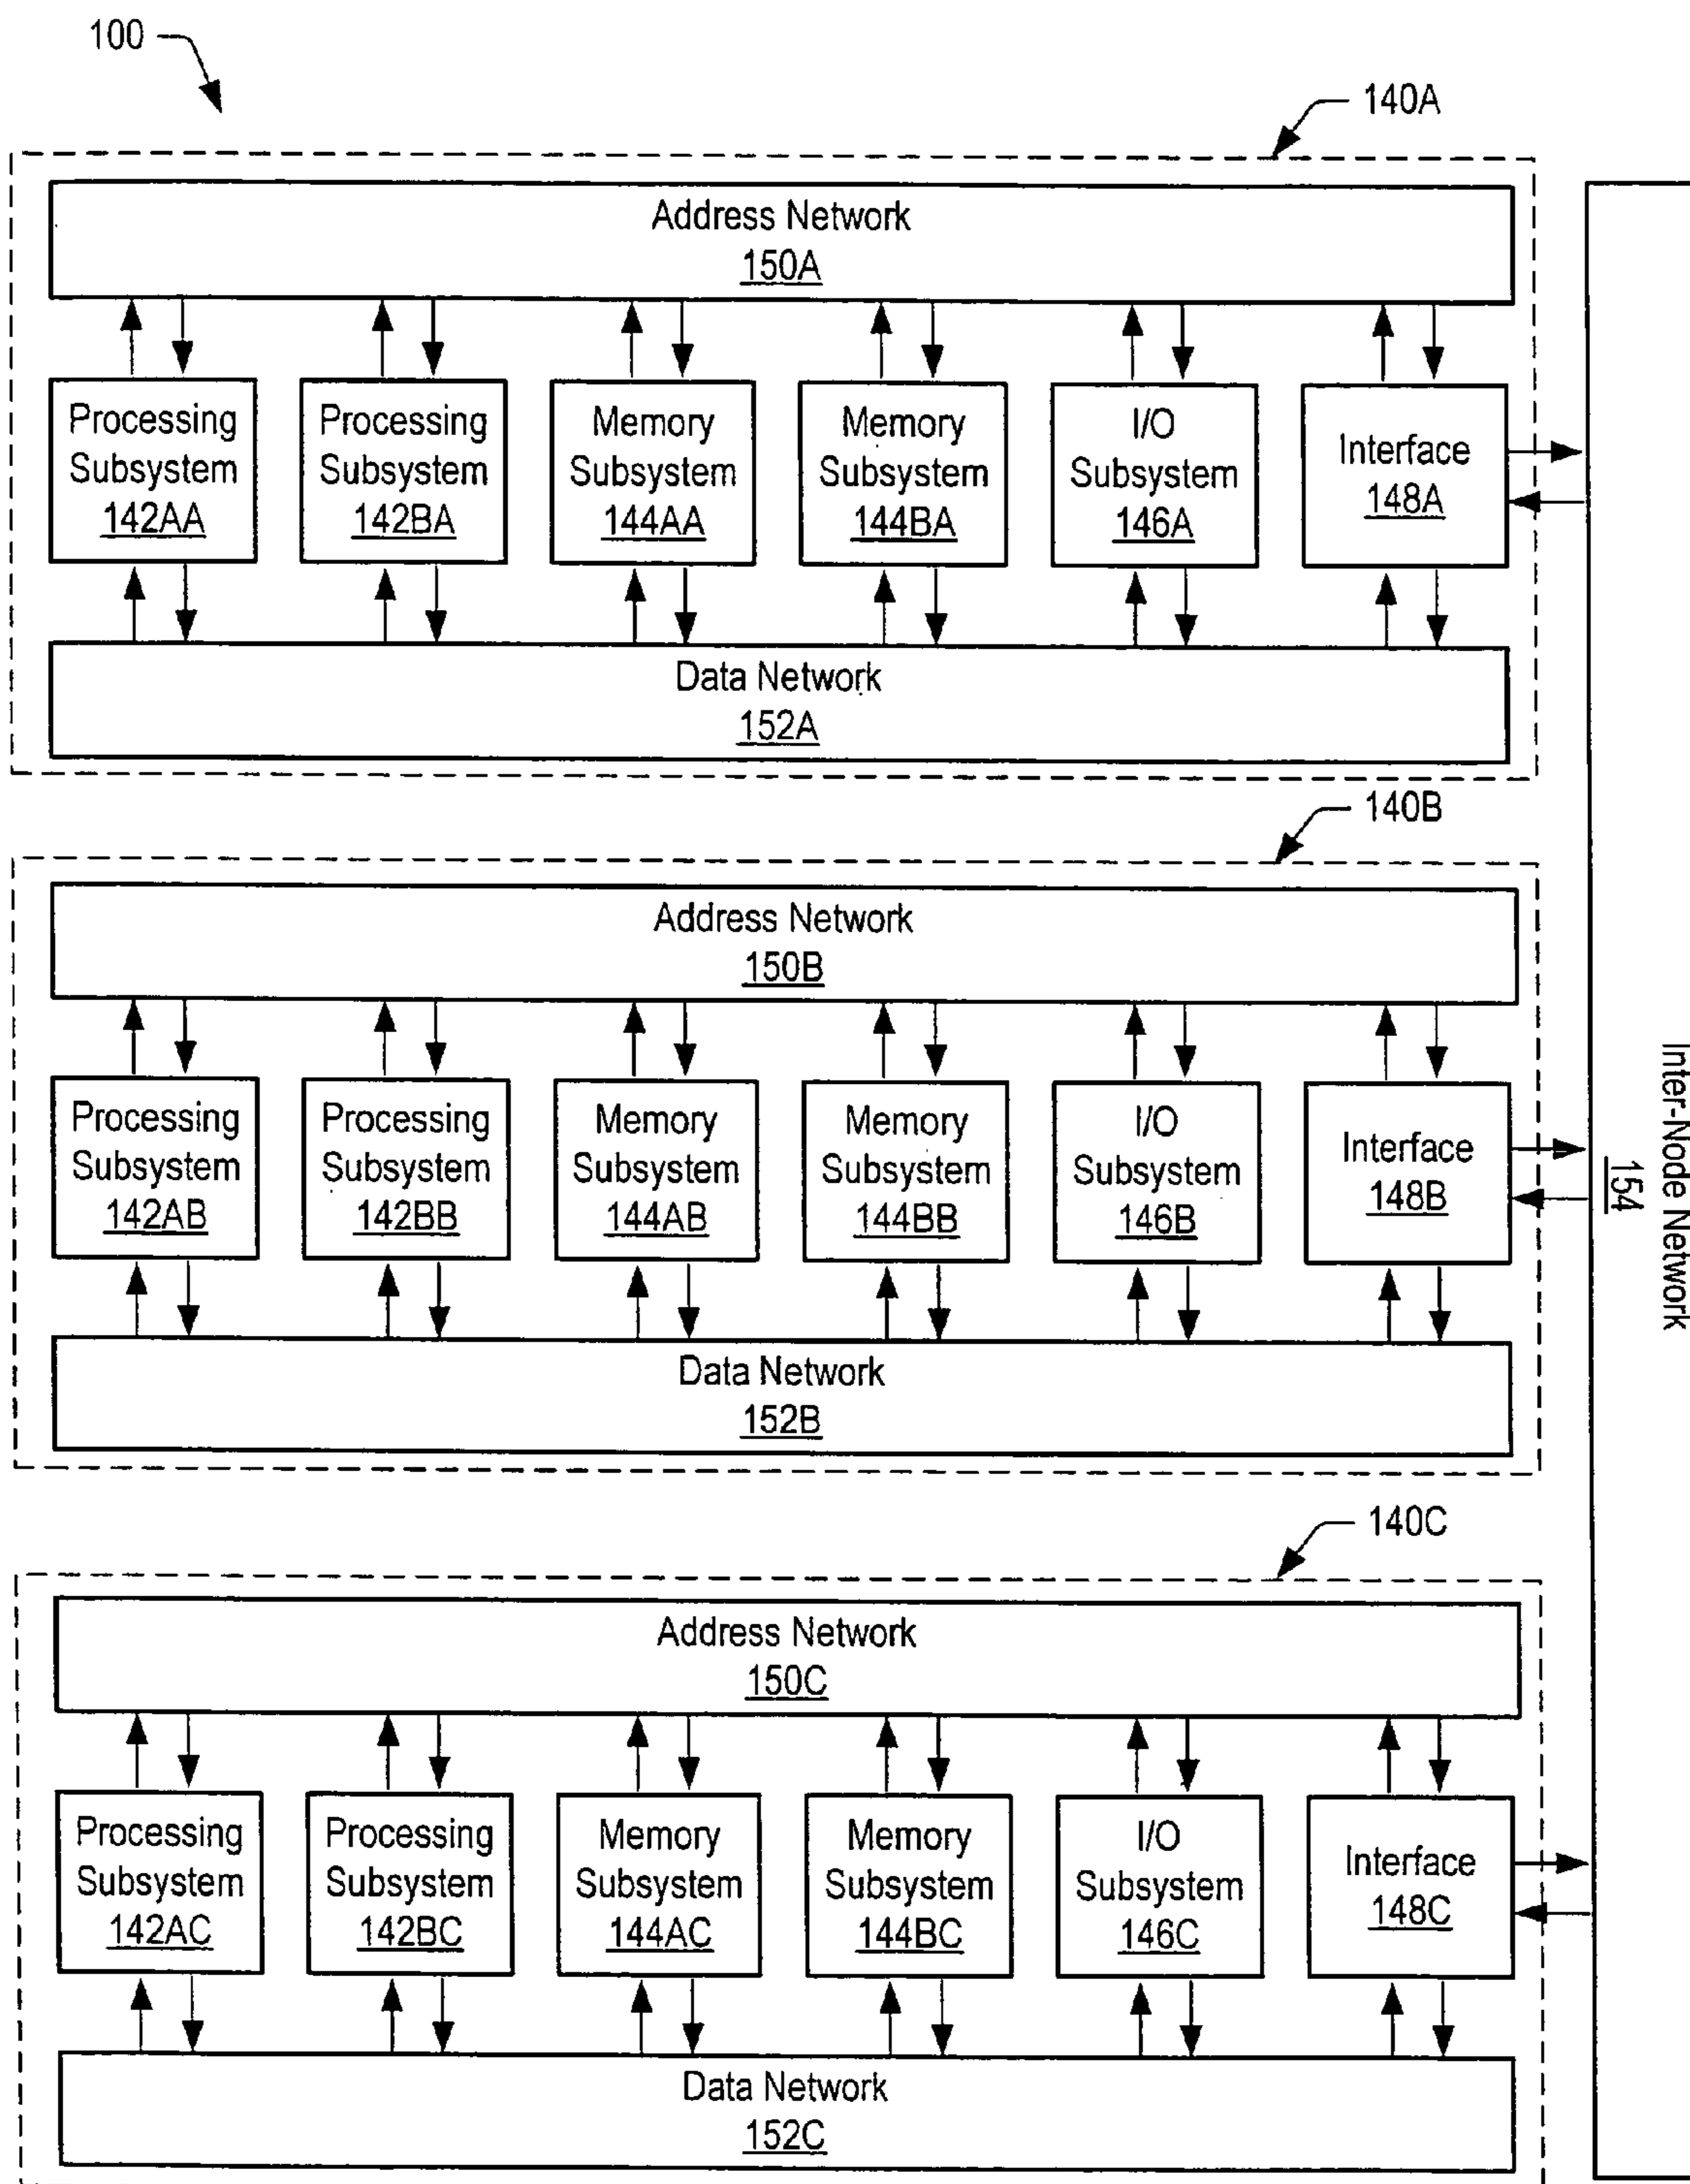 100
140A
Address Network
150A
Processing
Subsystem
142AA
Processing
Subsystem
142BA
Memory
Subsystem
144AA
Memory
Subsystem
144BA
I/O
Subsystem
146A
Interface
148A
Data Network
152A
140B
Address Network
150B
Processing
Subsystem
142AB
Processing
Subsystem
142BB
Memory
Subsystem
144AB
Memory
Subsystem
144BB
I/O
Subsystem
146B
Interface
148B
Data Network
152B
Inter-Node Network
154
140C
Address Network
150C
Processing
Subsystem
142AC
Processing
Subsystem
142BC
Memory
Subsystem
144AC
Memory
Subsystem
144BC
I/O
Subsystem
146C
Interface
148C
Data Network
152C